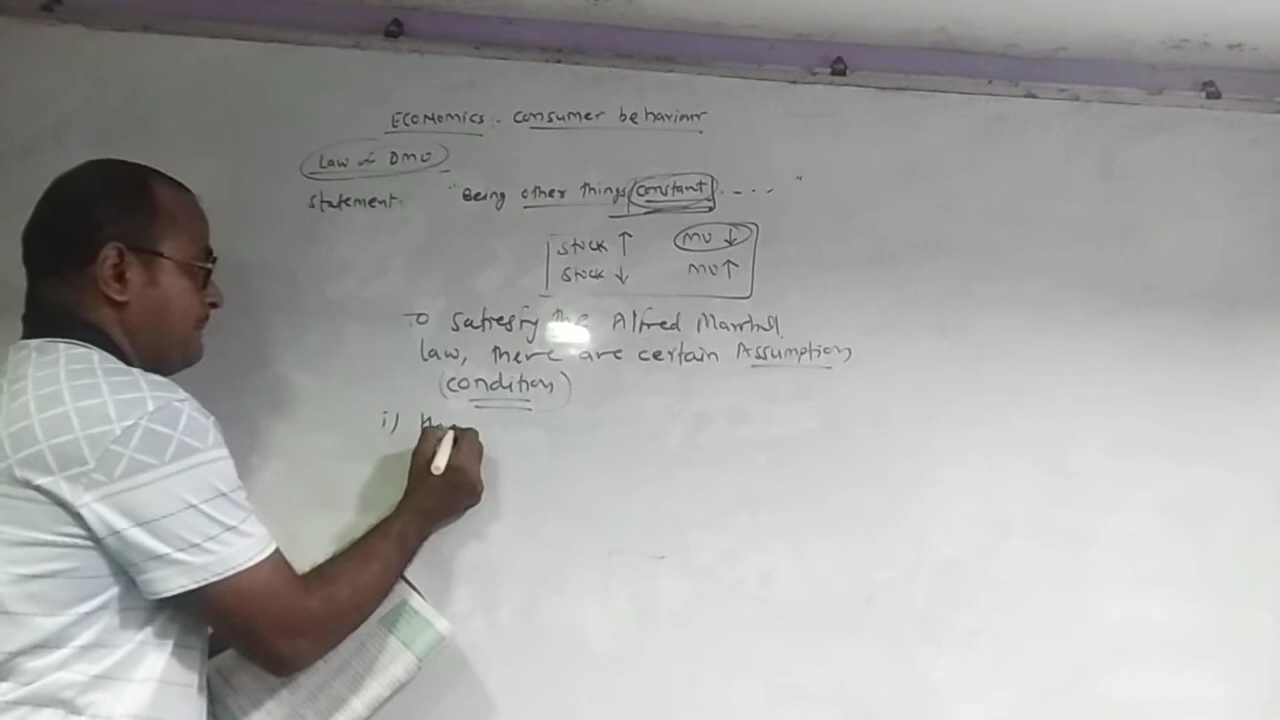 Economics : Consumer behaviour
Law of DMU
Statement: "Being other things constant - - - - "
Stock ↑ MU ↓
Stock ↓ MU ↑
To Satisfy the Alfred Marshall
law, there are certain Assumption
(condition)
i)